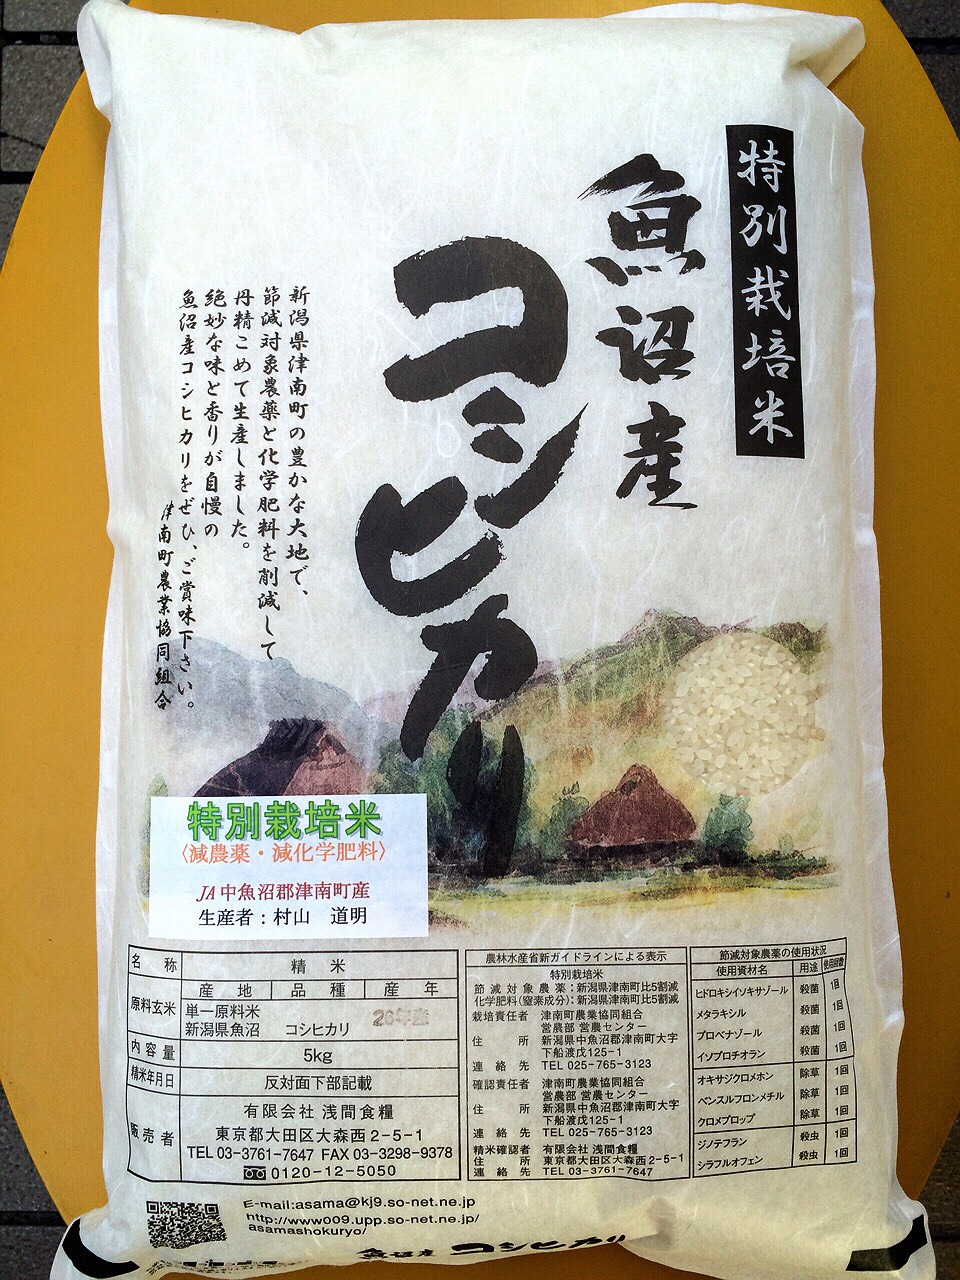 特別栽培米
魚沼産
コシヒカリ
新潟県津南町の豊かな大地で、
節減対象農薬と化学肥料を削減して
丹精こめて生産しました。
絶妙な味と香りが自慢の
魚沼産コシヒカリをぜひ、ご賞味下さい。
津南町農業協同組合
特別栽培米
〈減農薬・減化学肥料〉
JA中魚沼郡津南町産
生産者：村山　道明
名称 精米
原料玄米 産地 品種 産年
単一原料米
新潟県魚沼 コシヒカリ 26年産
内容量 5kg
精米年月日 反対面下部記載
販売者 有限会社 浅間食糧
東京都大田区大森西2-5-1
TEL 03-3761-7647 FAX 03-3298-9378
0120-12-5050
農林水産省新ガイドラインによる表示
特別栽培米
節減対象農薬：新潟県津南町比5割減
化学肥料(窒素成分)：新潟県津南町比5割減
栽培責任者 津南町農業協同組合
営農部 営農センター
住所 新潟県中魚沼郡津南町大字
下船渡戊125-1
連絡先 TEL 025-765-3123
確認責任者 津南町農業協同組合
営農部 営農センター
住所 新潟県中魚沼郡津南町大字
下船渡戊125-1
連絡先 TEL 025-765-3123
精米確認者 有限会社 浅間食糧
住所 東京都大田区大森西2-5-1
連絡先 TEL 03-3761-7647
節減対象農薬の使用状況
使用資材名 用途 使用回数
ヒドロキシイソキサゾール 殺菌 1回
メタラキシル 殺菌 1回
プロベナゾール 殺菌 1回
イソプロチオラン 殺菌 1回
オキサジクロメホン 除草 1回
ベンスルフロンメチル 除草 1回
クロメプロップ 除草 1回
ジノテフラン 殺虫 1回
シラフルオフェン 殺虫 1回
E-mail:asama@kj9.so-net.ne.jp
http://www009.upp.so-net.ne.jp/
asamashokuryo/
魚沼産 コシヒカリ